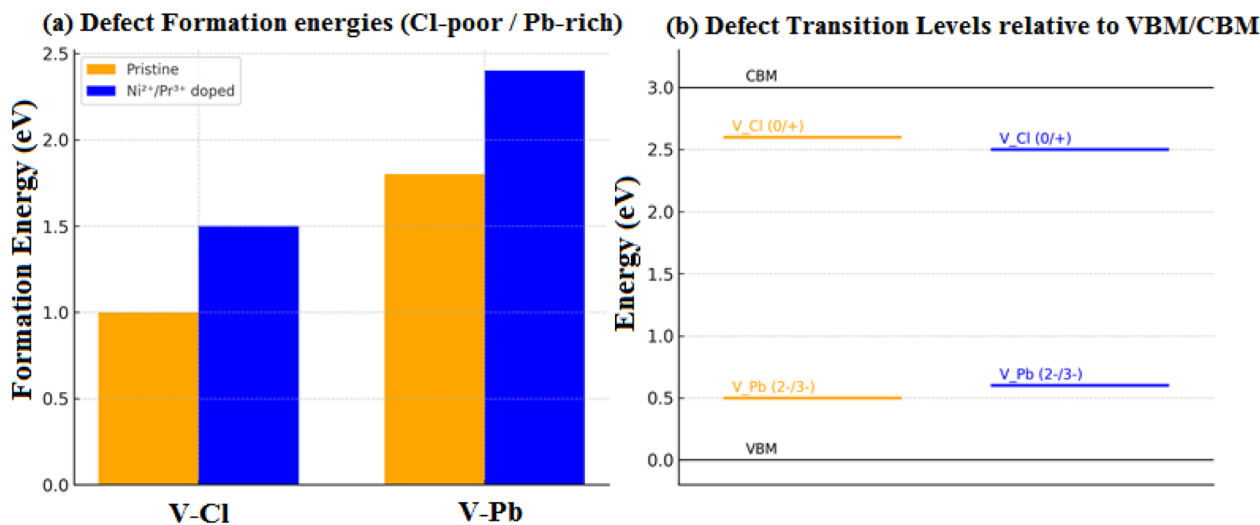 (a) Defect Formation energies (Cl-poor / Pb-rich)
Pristine
Ni²⁺/Pr³⁺ doped
Formation Energy (eV)
2.5
2.0
1.5
1.0
0.5
0.0
V-Cl
V-Pb
(b) Defect Transition Levels relative to VBM/CBM
Energy (eV)
3.0
2.5
2.0
1.5
1.0
0.5
0.0
CBM
V_Cl (0/+)
V_Cl (0/+)
V_Pb (2-/3-)
V_Pb (2-/3-)
VBM